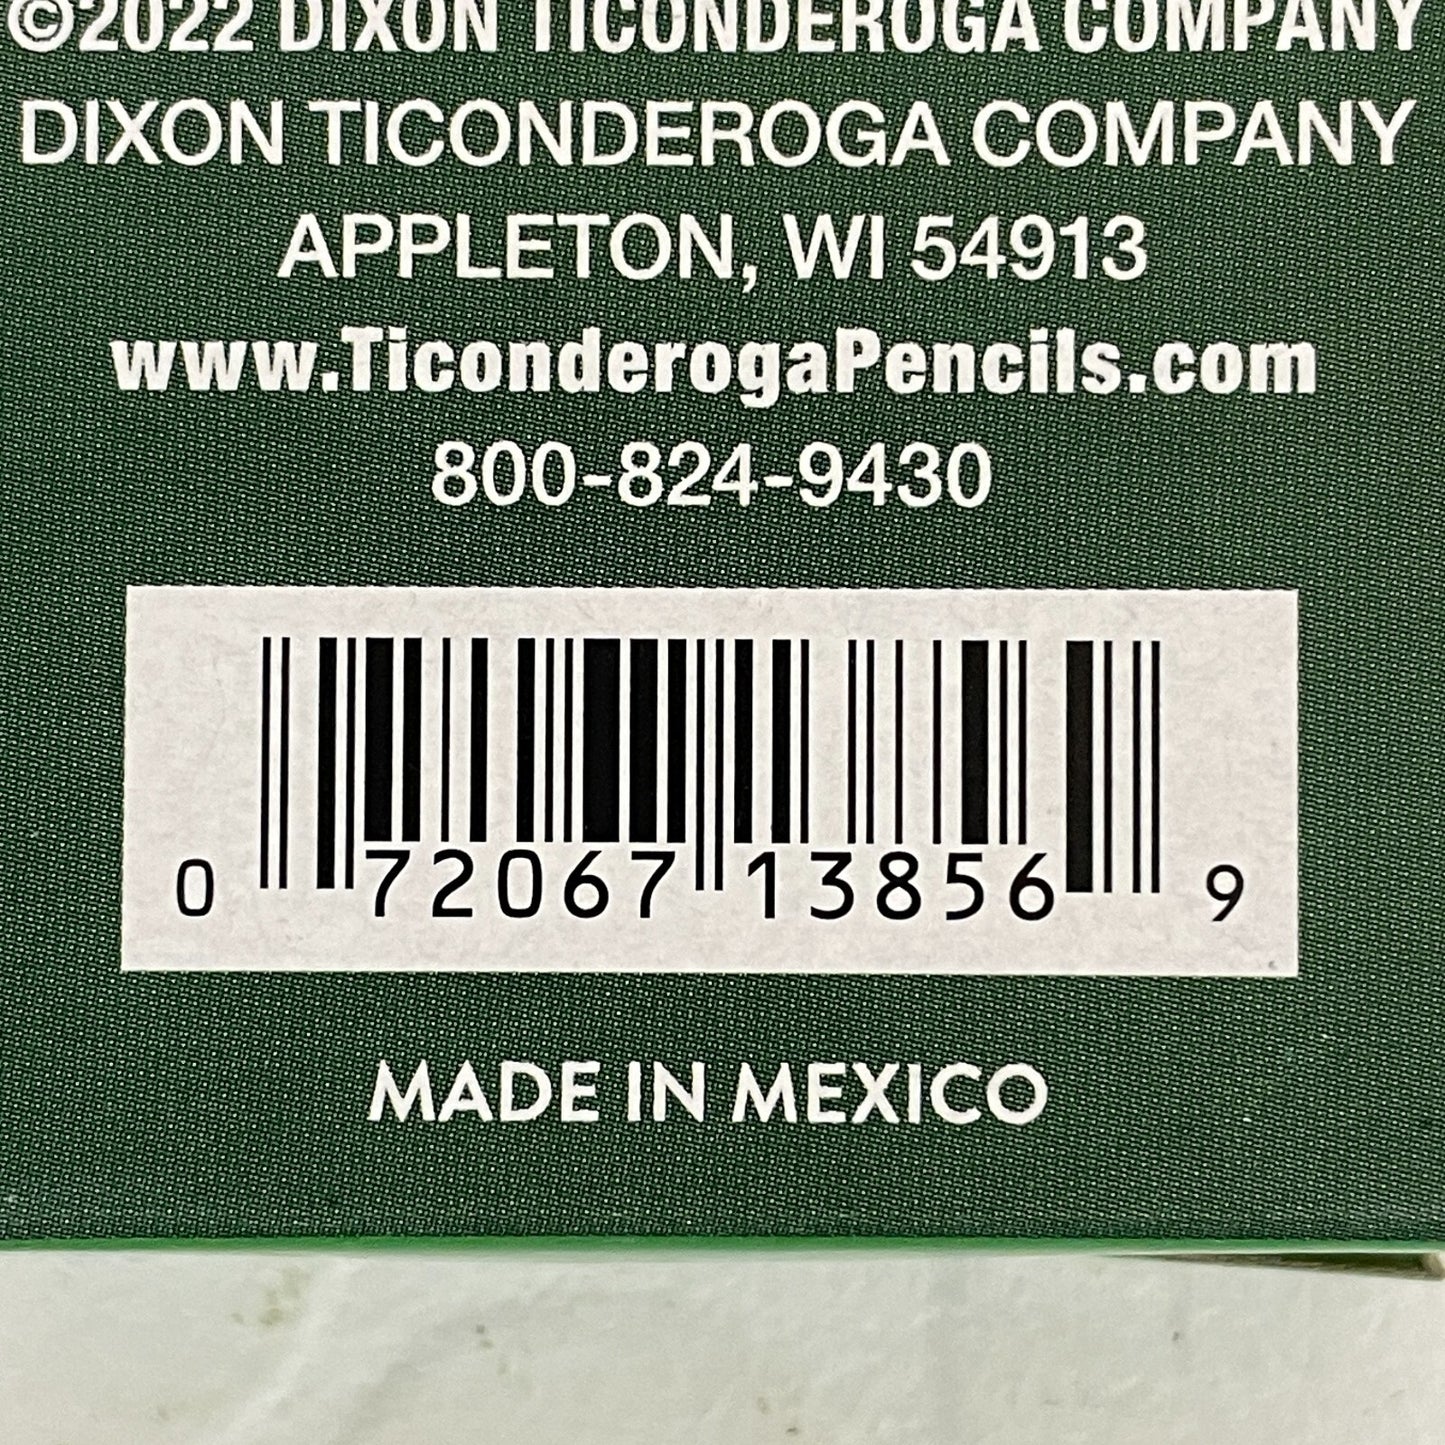 ©2022 DIXON TICONDEROGA COMPANY
DIXON TICONDEROGA COMPANY
APPLETON, WI 54913
www.TiconderogaPencils.com
800-824-9430
0 72067 13856 9
MADE IN MEXICO